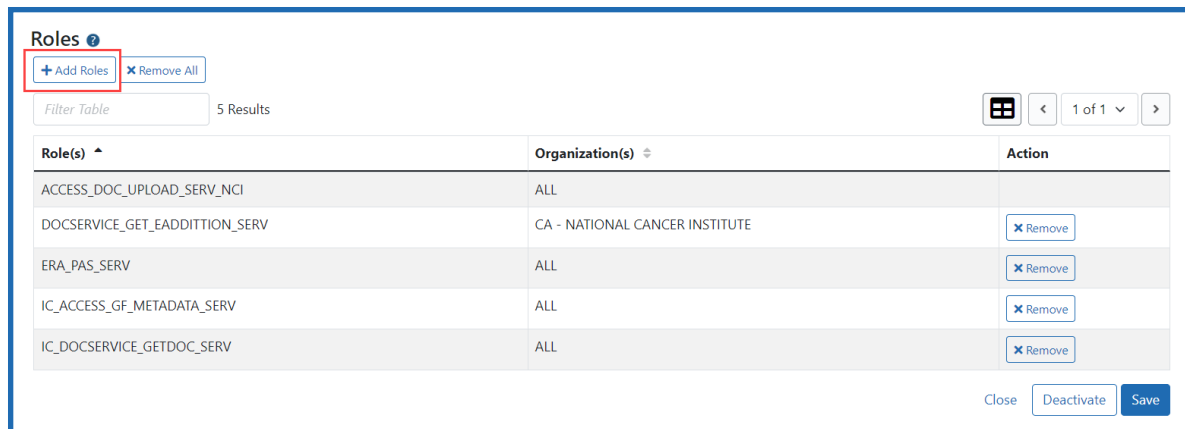 Roles ?
+ Add Roles × Remove All
Filter Table 5 Results 1 of 1
Role(s) Organization(s) Action
ACCESS_DOC_UPLOAD_SERV_NCI ALL
DOCSERVICE_GET_EADDITTION_SERV CA - NATIONAL CANCER INSTITUTE × Remove
ERA_PAS_SERV ALL × Remove
IC_ACCESS_GF_METADATA_SERV ALL × Remove
IC_DOCSERVICE_GETDOC_SERV ALL × Remove
Close Deactivate Save